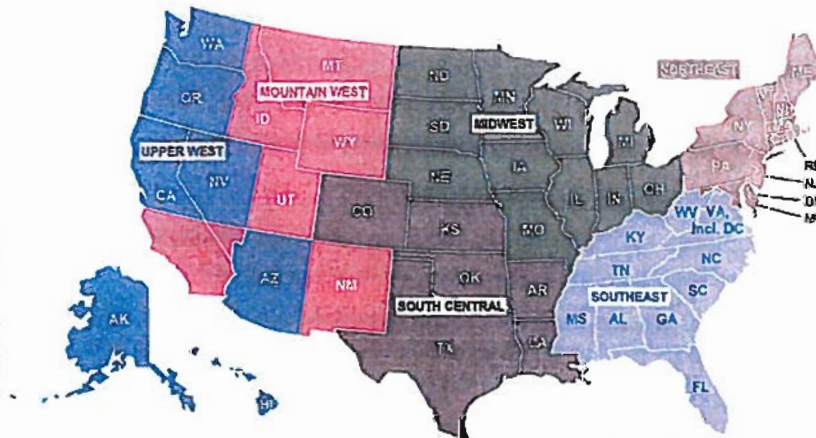 WA
MT
ND
MN
NORTHEAST
ME
OR
MOUNTAIN WEST
ID
SD
MIDWEST
WI
MI
NY
WY
UPPER WEST
NE
IA
PA
CA
NV
UT
CO
IL
IN
OH
KS
MO
WV VA,
Incl. DC
KY
NC
TN
AZ
NM
OK
AR
SOUTHEAST
SC
SOUTH CENTRAL
MS
AL
GA
AK
TX
LA
HI
FL